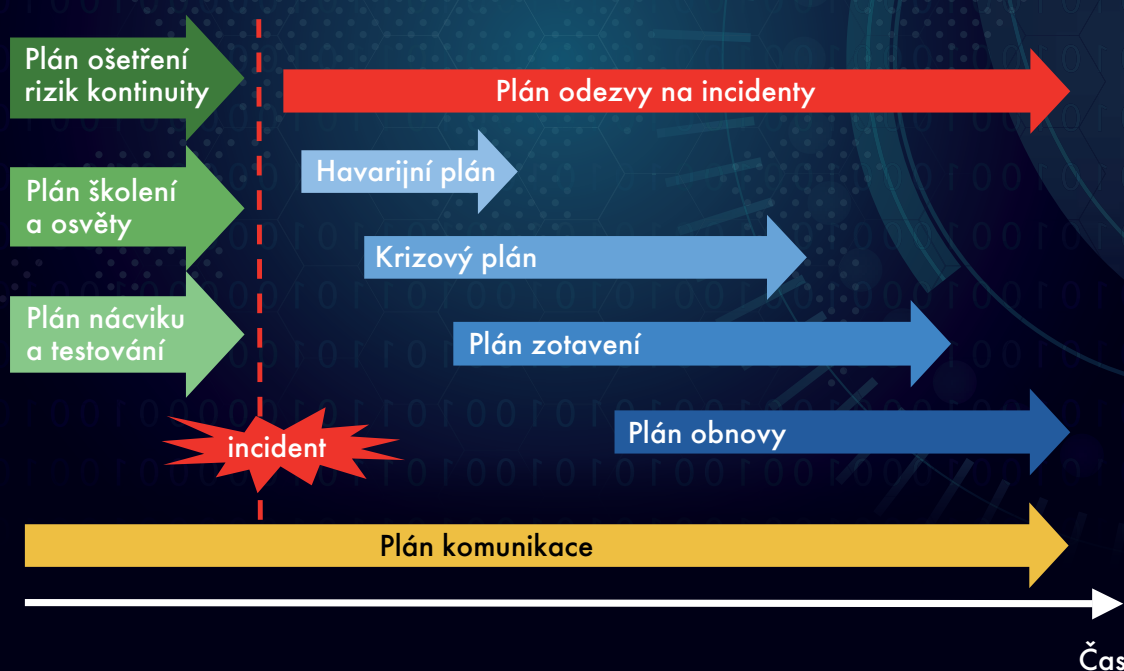 Plán ošetření
rizik kontinuity
Plán odezvy na incidenty
Havarijní plán
Plán školení
a osvěty
Krizový plán
Plán nácviku
a testování
Plán zotavení
Plán obnovy
incident
Plán komunikace
Čas